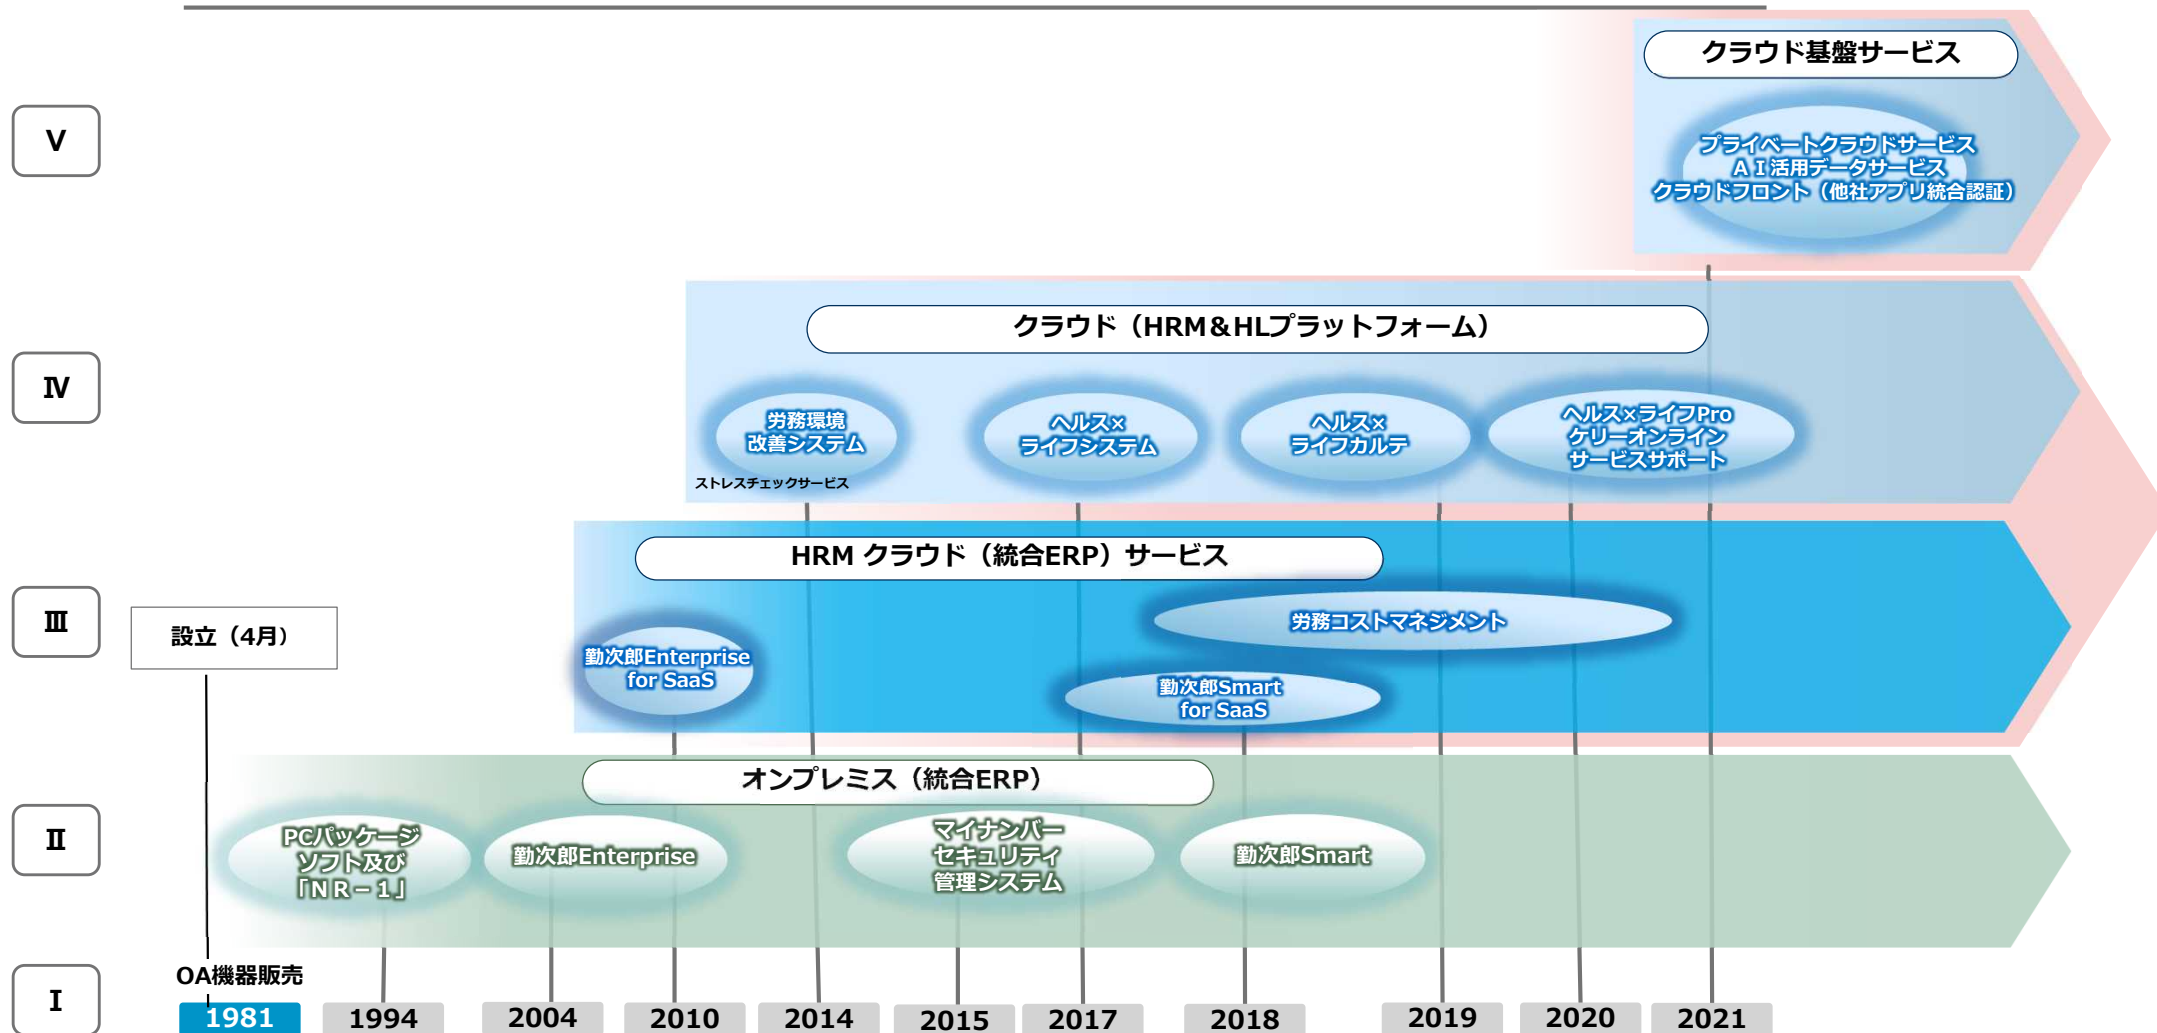 クラウド基盤サービス
Ⅴ
プライベートクラウドサービス
ＡＩ活用データサービス
クラウドフロント（他社アプリ統合認証）
クラウド（HRM＆HLプラットフォーム）
Ⅳ
労務環境
改善システム
ストレスチェックサービス
ヘルス×
ライフシステム
ヘルス×
ライフカルテ
ヘルス×ライフPro
ケリーオンライン
サービスサポート
HRM クラウド（統合ERP）サービス
Ⅲ
設立（4月）
勤次郎Enterprise
for SaaS
労務コストマネジメント
勤次郎Smart
for SaaS
オンプレミス（統合ERP）
Ⅱ
PCパッケージ
ソフト及び
「ＮＲ－１」
勤次郎Enterprise
マイナンバー
セキュリティ
管理システム
勤次郎Smart
Ⅰ
OA機器販売
1981
1994
2004
2010
2014
2015
2017
2018
2019
2020
2021